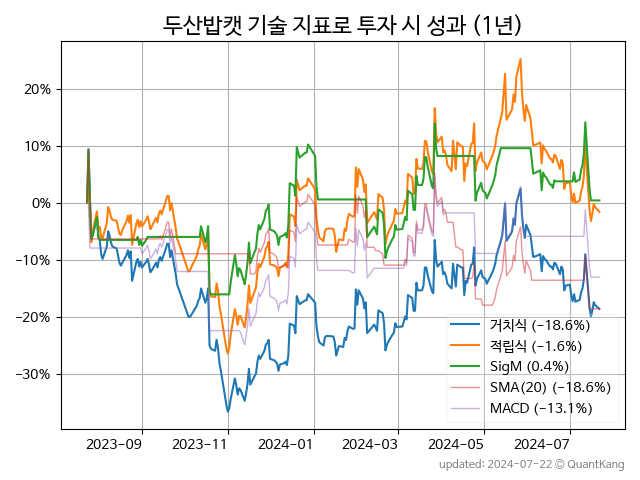 두산밥캣 기술 지표로 투자 시 성과 (1년)
20%
10%
0%
−10%
−20%
−30%
거치식 (−18.6%)
적립식 (−1.6%)
SigM (0.4%)
SMA(20) (−18.6%)
MACD (−13.1%)
2023-09
2023-11
2024-01
2024-03
2024-05
2024-07
updated: 2024-07-22 © QuantKang